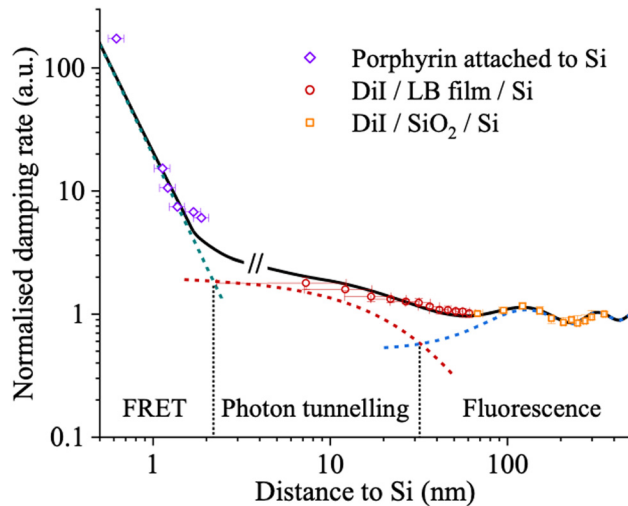 Normalised damping rate (a.u.)
100
10
1
0.1
Porphyrin attached to Si
DiI / LB film / Si
DiI / SiO₂ / Si
//
FRET
Photon tunnelling
Fluorescence
1
10
100
Distance to Si (nm)